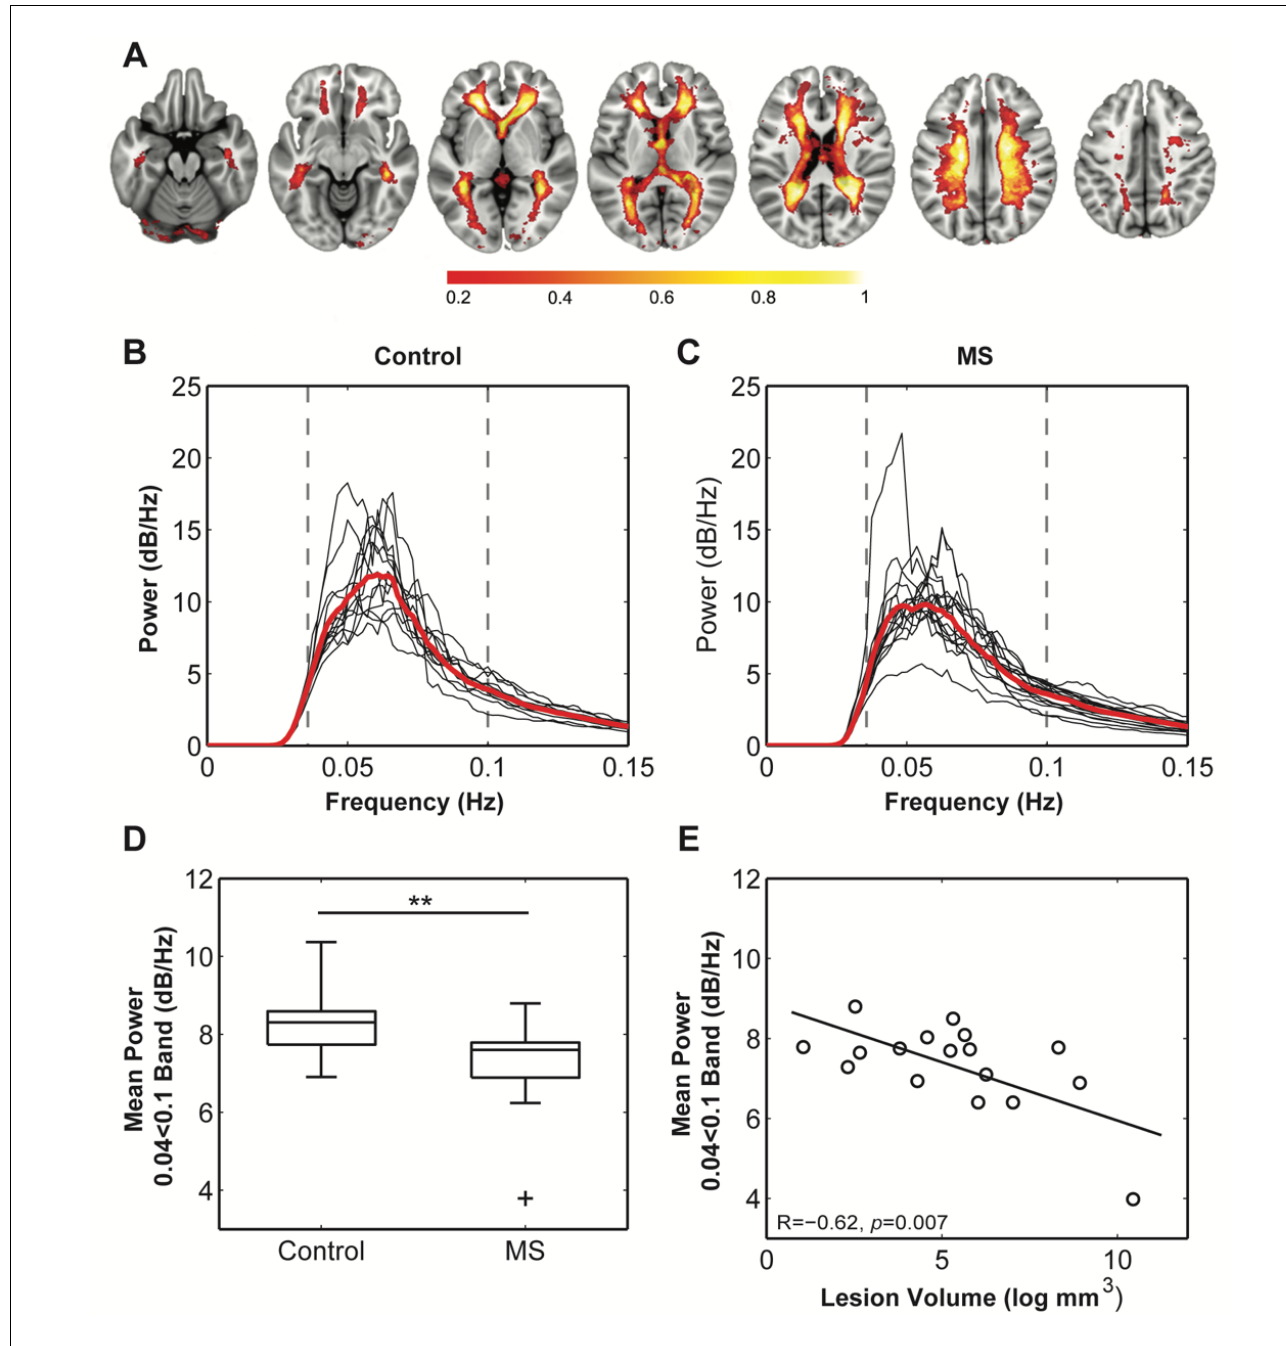 A
0.2 0.4 0.6 0.8 1
B Control
25
20
15
10
5
0
Power (dB/Hz)
0 0.05 0.1 0.15
Frequency (Hz)
C MS
25
20
15
10
5
0
Power (dB/Hz)
0 0.05 0.1 0.15
Frequency (Hz)
D
12
10
8
6
4
Mean Power
0.04<0.1 Band (dB/Hz)
**
Control MS
E
12
10
8
6
4
Mean Power
0.04<0.1 Band (dB/Hz)
R=−0.62, p=0.007
0 5 10
Lesion Volume (log mm³)